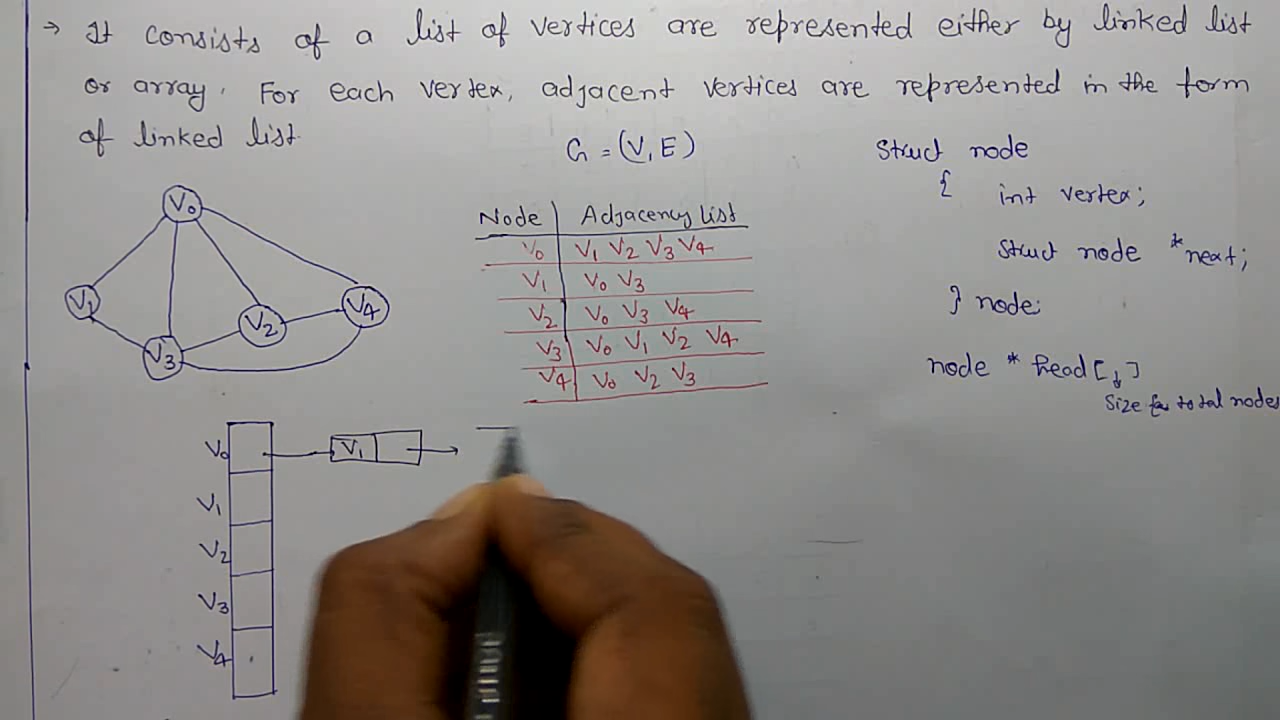 → It consists of a list of vertices are represented either by linked list
or array. For each vertex, adjacent vertices are represented in the form
of linked list.
G = (V, E)
V0
V1
V2
V4
V3
Node Adjacency list
V0 V1 V2 V3 V4
V1 V0 V3
V2 V0 V3 V4
V3 V0 V1 V2 V4
V4 V0 V2 V3
Struct node
{ int vertex;
Struct node *next;
} node;
node * head[↓]
Size for total nodes
V0 V1
V1
V2
V3
V4